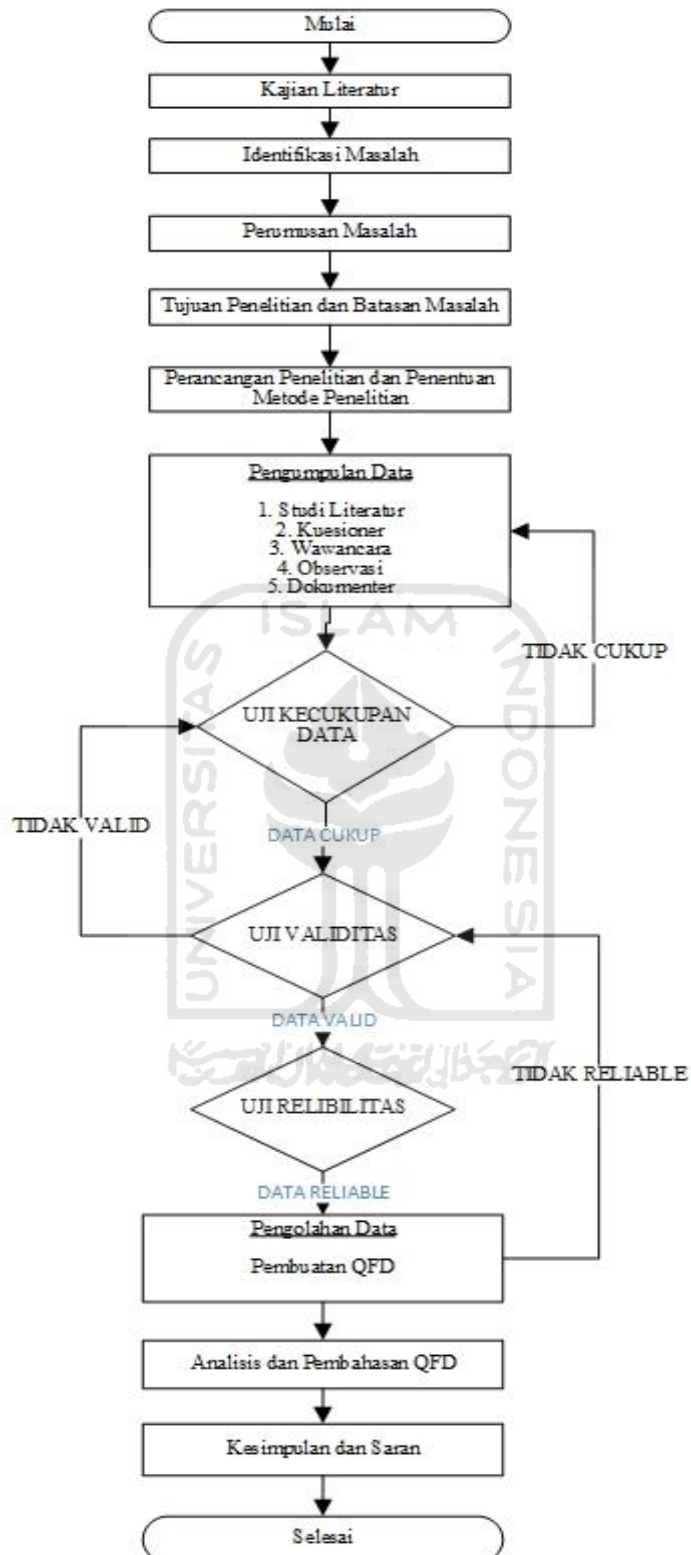 Mulai
Kajian Literatur
Identifikasi Masalah
Perumusan Masalah
Tujuan Penelitian dan Batasan Masalah
Perancangan Penelitian dan Penentuan
Metode Penelitian
Pengumpulan Data
1. Studi Literatur
2. Kuesioner
3. Wawancara
4. Observasi
5. Dokumenter
ISLAM
UNIVERSITAS
INDONESIA
TIDAK CUKUP
UJI KECUKUPAN
DATA
TIDAK VALID
DATA CUKUP
UJI VALIDITAS
DATA VALID
TIDAK RELIABLE
UJI RELIBILITAS
DATA RELIABLE
Pengolahan Data
Pembuatan QFD
Analisis dan Pembahasan QFD
Kesimpulan dan Saran
Selesai